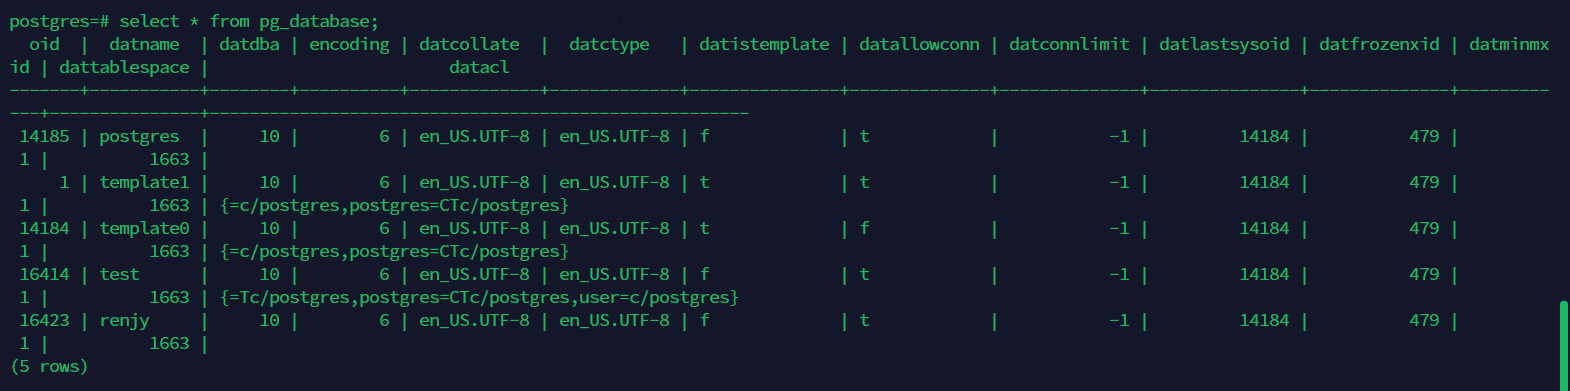 postgres=# select * from pg_database;
  oid  |  datname  | datdba | encoding | datcollate  |  datctype   | datistemplate | datallowconn | datconnlimit | datlastsysoid | datfrozenxid | datminmx
id | dattablespace |                        datacl
-------+-----------+--------+----------+-------------+-------------+---------------+--------------+--------------+---------------+--------------+---------
---+---------------+------------------------------------------------------
 14185 | postgres  |     10 |        6 | en_US.UTF-8 | en_US.UTF-8 | f             | t            |           -1 |         14184 |          479 |
 1 |          1663 |
     1 | template1 |     10 |        6 | en_US.UTF-8 | en_US.UTF-8 | t             | t            |           -1 |         14184 |          479 |
 1 |          1663 | {=c/postgres,postgres=CTc/postgres}
 14184 | template0 |     10 |        6 | en_US.UTF-8 | en_US.UTF-8 | t             | f            |           -1 |         14184 |          479 |
 1 |          1663 | {=c/postgres,postgres=CTc/postgres}
 16414 | test      |     10 |        6 | en_US.UTF-8 | en_US.UTF-8 | f             | t            |           -1 |         14184 |          479 |
 1 |          1663 | {=Tc/postgres,postgres=CTc/postgres,user=c/postgres}
 16423 | renjy     |     10 |        6 | en_US.UTF-8 | en_US.UTF-8 | f             | t            |           -1 |         14184 |          479 |
 1 |          1663 |
(5 rows)